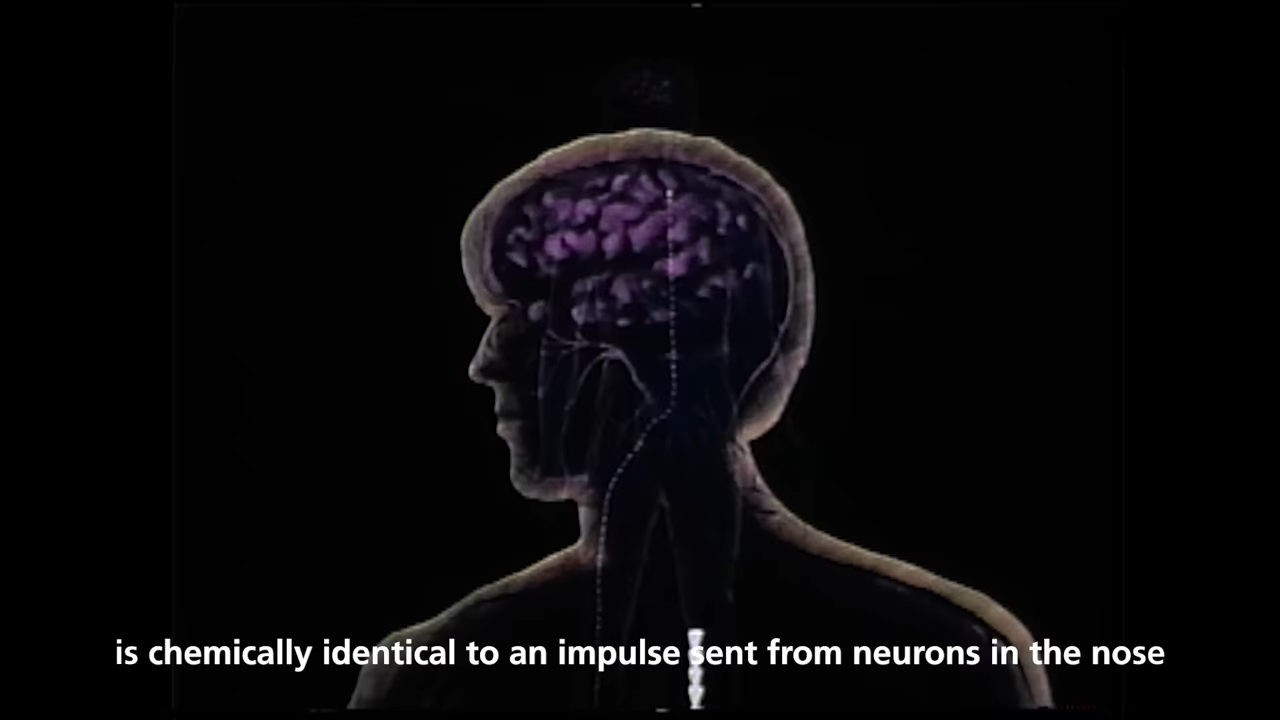 is chemically identical to an impulse sent from neurons in the nose